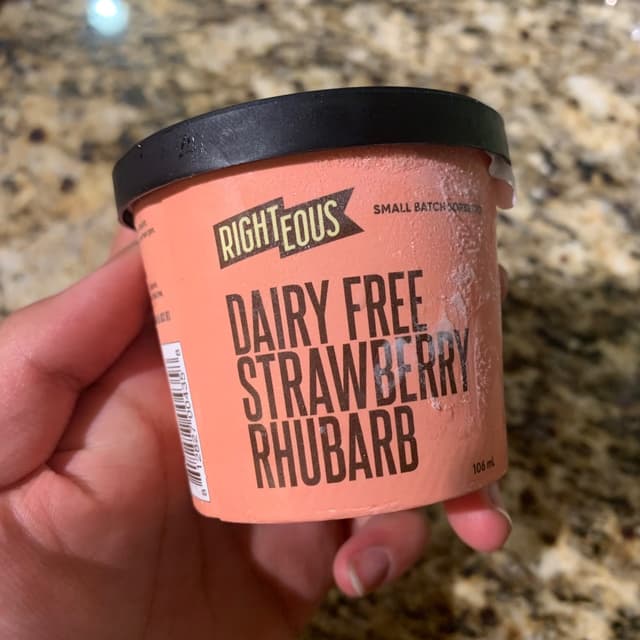 RIGHTEOUS
SMALL BATCH
DAIRY FREE
STRAWBERRY
RHUBARB
106 mL